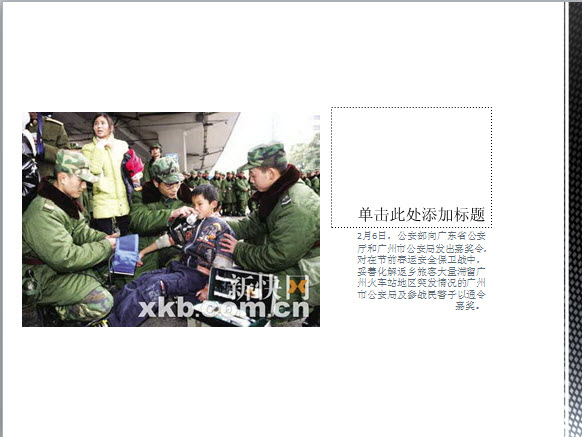 单击此处添加标题
2月6日，公安部向广东省公安
厅和广州市公安局发出嘉奖令，
对在节前春运安全保卫战中，
妥善化解返乡旅客大量滞留广
州火车站地区突发情况的广州
市公安局及参战民警予以通令
嘉奖。
新快网
xkb.com.cn